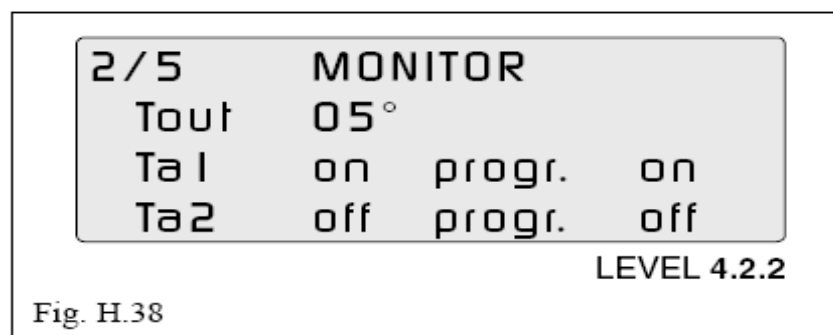 2/5 MONITOR
Tout 05°
Ta1 on progr. on
Ta2 off progr. off
LEVEL 4.2.2
Fig. H.38